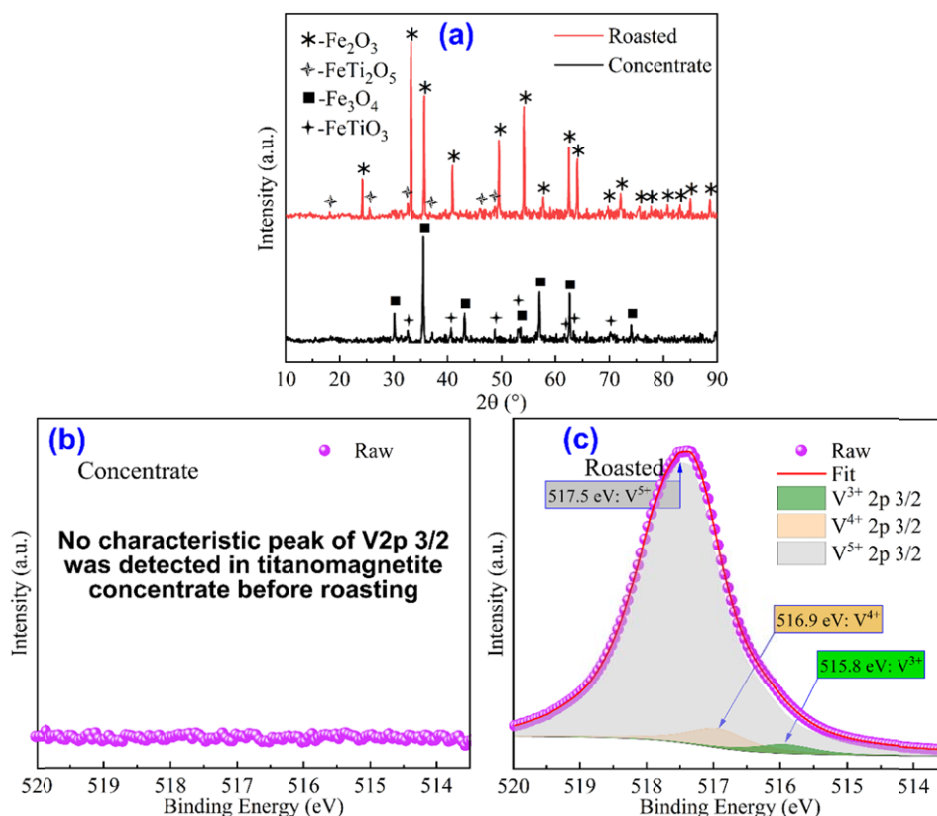 (a)
✶-Fe₂O₃
✧-FeTi₂O₅
■-Fe₃O₄
✦-FeTiO₃
Roasted
Concentrate
Intensity (a.u.)
10 20 30 40 50 60 70 80 90
2θ (°)
(b)
Raw
Concentrate
No characteristic peak of V2p 3/2
was detected in titanomagnetite
concentrate before roasting
Intensity (a.u.)
520 519 518 517 516 515 514
Binding Energy (eV)
(c)
Raw
Fit
V³⁺ 2p 3/2
V⁴⁺ 2p 3/2
V⁵⁺ 2p 3/2
Roasted
517.5 eV: V⁵⁺
516.9 eV: V⁴⁺
515.8 eV: V³⁺
Intensity (a.u.)
520 519 518 517 516 515 514
Binding Energy (eV)